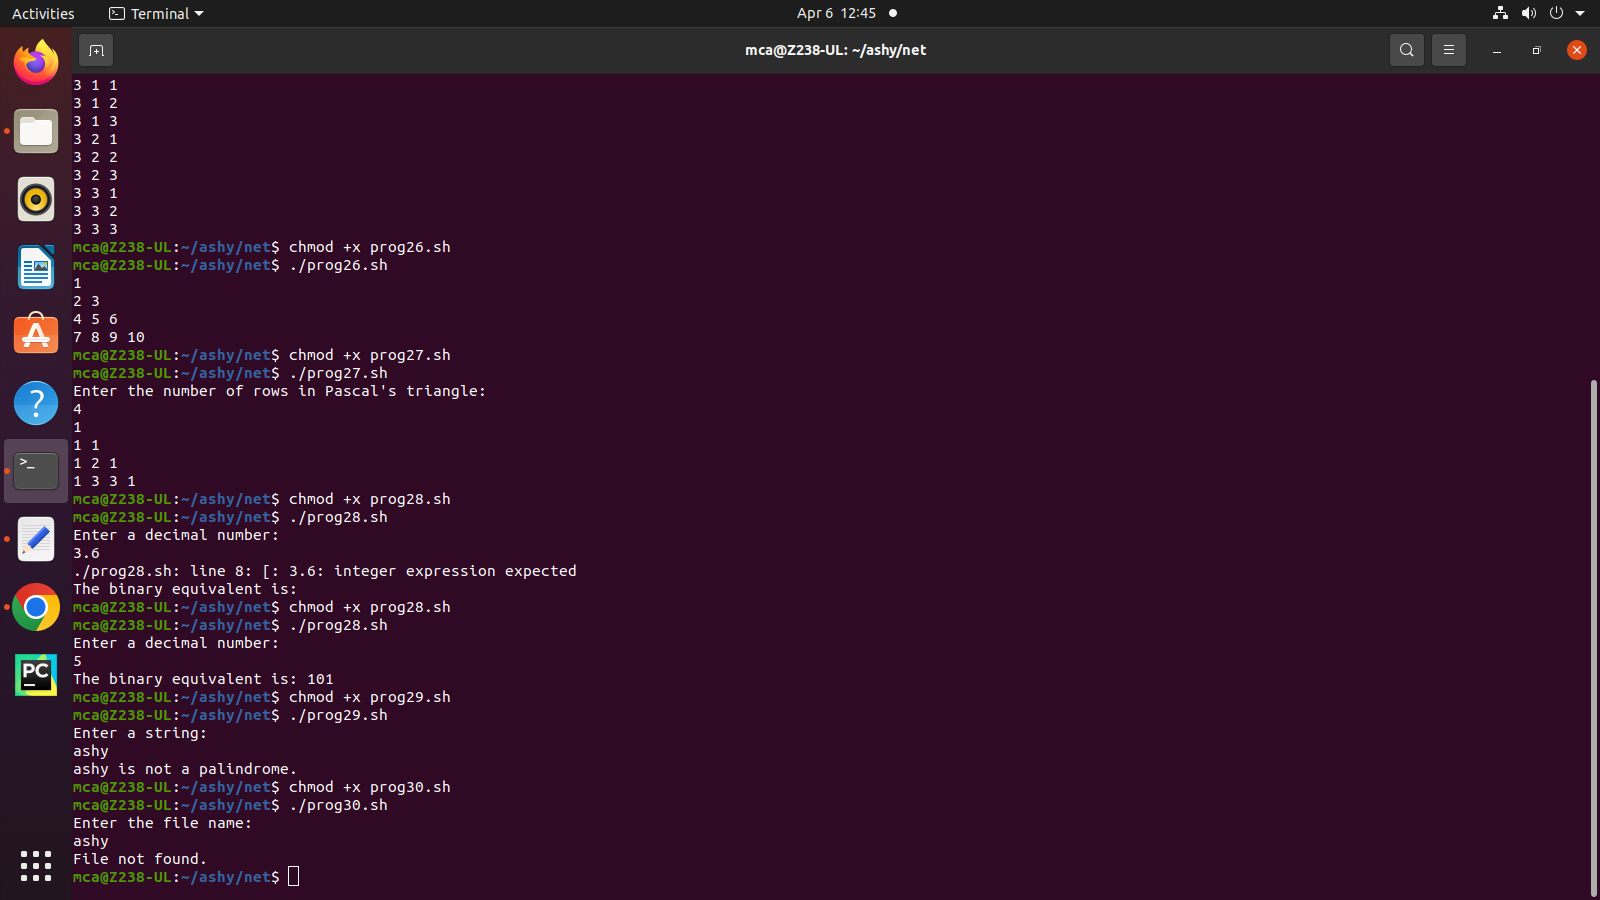 Activities
Terminal
Apr 6 12:45
mca@Z238-UL: ~/ashy/net
3 1 1
3 1 2
3 1 3
3 2 1
3 2 2
3 2 3
3 3 1
3 3 2
3 3 3
mca@Z238-UL:~/ashy/net$ chmod +x prog26.sh
mca@Z238-UL:~/ashy/net$ ./prog26.sh
1
2 3
4 5 6
7 8 9 10
mca@Z238-UL:~/ashy/net$ chmod +x prog27.sh
mca@Z238-UL:~/ashy/net$ ./prog27.sh
Enter the number of rows in Pascal's triangle:
4
1
1 1
1 2 1
1 3 3 1
mca@Z238-UL:~/ashy/net$ chmod +x prog28.sh
mca@Z238-UL:~/ashy/net$ ./prog28.sh
Enter a decimal number:
3.6
./prog28.sh: line 8: [: 3.6: integer expression expected
The binary equivalent is:
mca@Z238-UL:~/ashy/net$ chmod +x prog28.sh
mca@Z238-UL:~/ashy/net$ ./prog28.sh
Enter a decimal number:
5
The binary equivalent is: 101
mca@Z238-UL:~/ashy/net$ chmod +x prog29.sh
mca@Z238-UL:~/ashy/net$ ./prog29.sh
Enter a string:
ashy
ashy is not a palindrome.
mca@Z238-UL:~/ashy/net$ chmod +x prog30.sh
mca@Z238-UL:~/ashy/net$ ./prog30.sh
Enter the file name:
ashy
File not found.
mca@Z238-UL:~/ashy/net$
PC